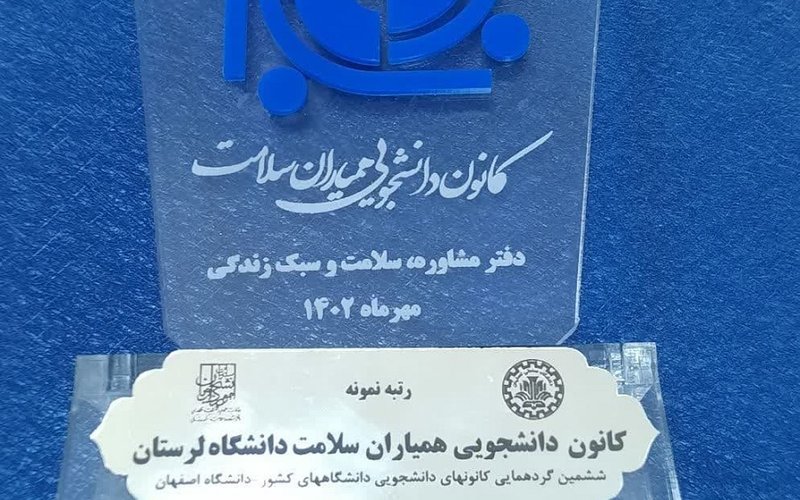 کانون دانشجویی همیاران سلامت
دفتر مشاوره، سلامت و سبک زندگی
مهرماه ۱۴۰۲
رتبه نمونه
کانون دانشجویی همیاران سلامت دانشگاه لرستان
ششمین گردهمایی کانونهای دانشجویی دانشگاههای کشور- دانشگاه اصفهان